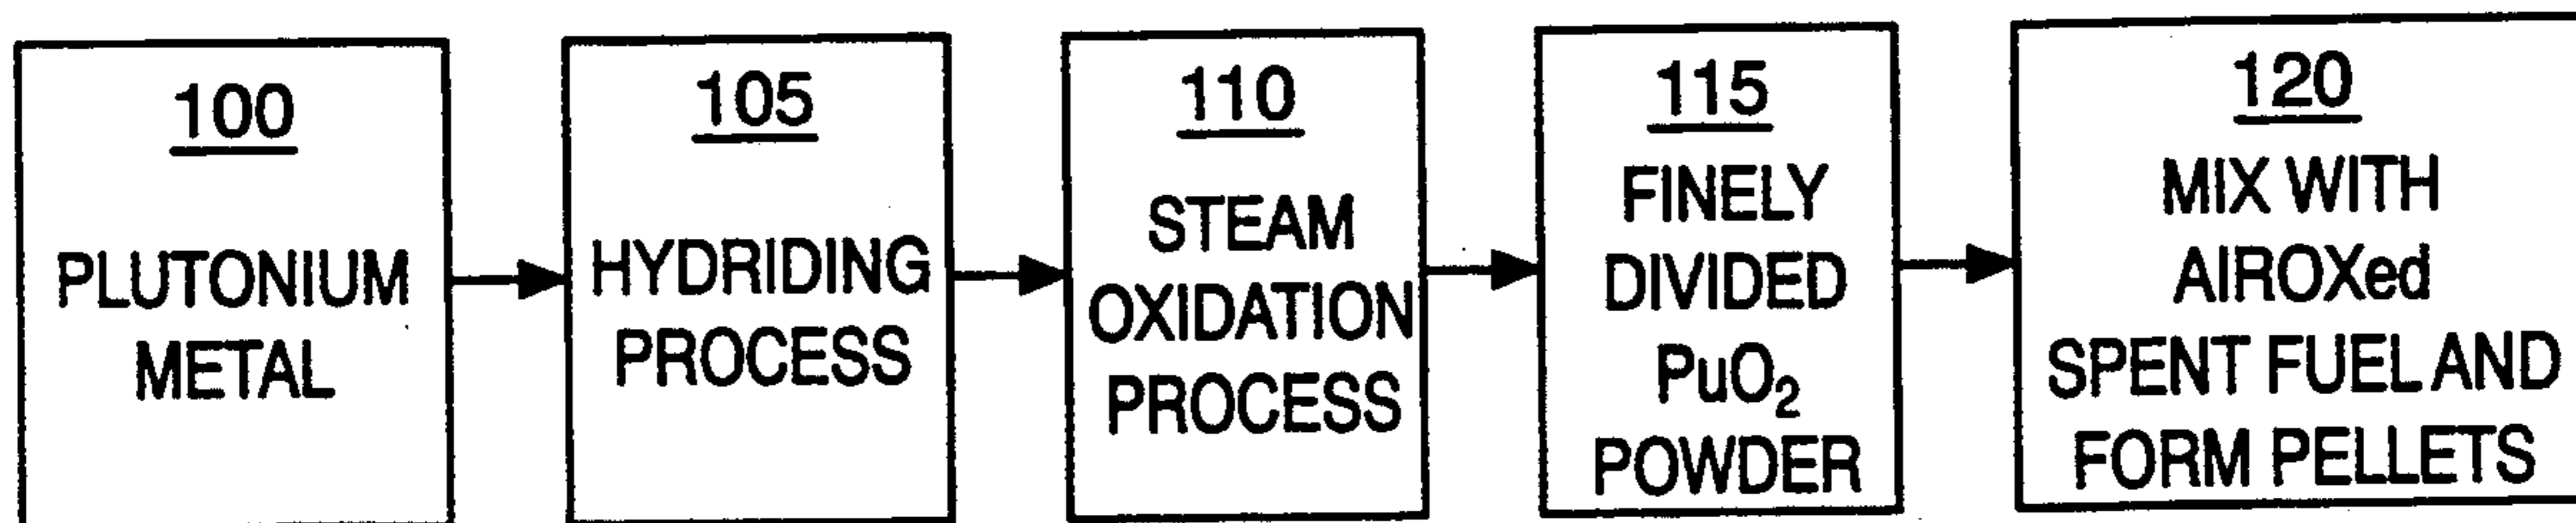 100
PLUTONIUM
METAL
105
HYDRIDING
PROCESS
110
STEAM
OXIDATION
PROCESS
115
FINELY
DIVIDED
PuO₂
POWDER
120
MIX WITH
AIROXed
SPENT FUEL AND
FORM PELLETS